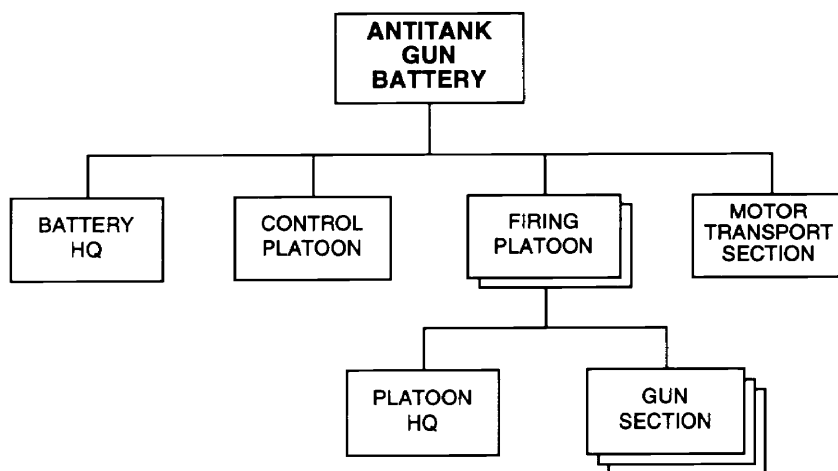 ANTITANK
GUN
BATTERY
BATTERY
HQ
CONTROL
PLATOON
FIRING
PLATOON
MOTOR
TRANSPORT
SECTION
PLATOON
HQ
GUN
SECTION